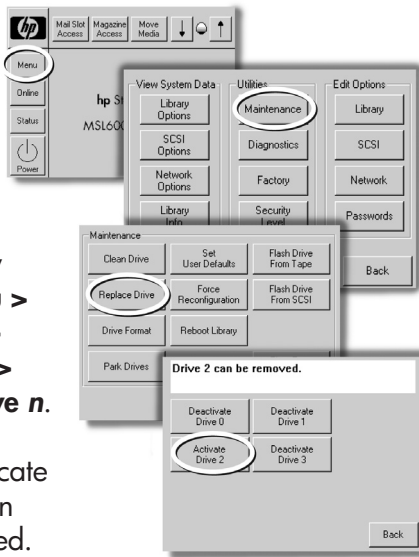 hp
Mail Slot Access
Magazine Access
Move Media
Menu
Online
Status
Power
hp
MSL600
View System Data
Utilities
Edit Options
Library Options
Maintenance
Library
SCSI Options
Diagnostics
SCSI
Network Options
Factory
Network
Library Info
Security Level
Passwords
Back
Maintenance
Clean Drive
Set User Defaults
Flash Drive From Tape
Replace Drive
Force Reconfiguration
Flash Drive From SCSI
Drive Format
Reboot Library
Park Drives
>
>
ve n.
cate
n
ed.
Drive 2 can be removed.
Deactivate Drive 0
Deactivate Drive 1
Activate Drive 2
Deactivate Drive 3
Back